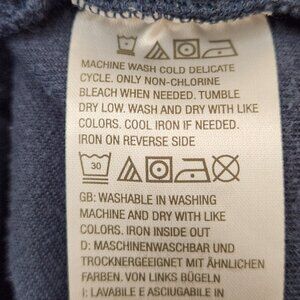 MACHINE WASH COLD DELICATE
CYCLE. ONLY NON-CHLORINE
BLEACH WHEN NEEDED. TUMBLE
DRY LOW. WASH AND DRY WITH LIKE
COLORS. COOL IRON IF NEEDED.
IRON ON REVERSE SIDE
30
GB: WASHABLE IN WASHING
MACHINE AND DRY WITH LIKE
COLORS. IRON INSIDE OUT
D: MASCHINENWASCHBAR UND
TROCKNERGEEIGNET MIT ÄHNLICHEN
FARBEN. VON LINKS BÜGELN
I: LAVABILE E ASCIUGABILE IN